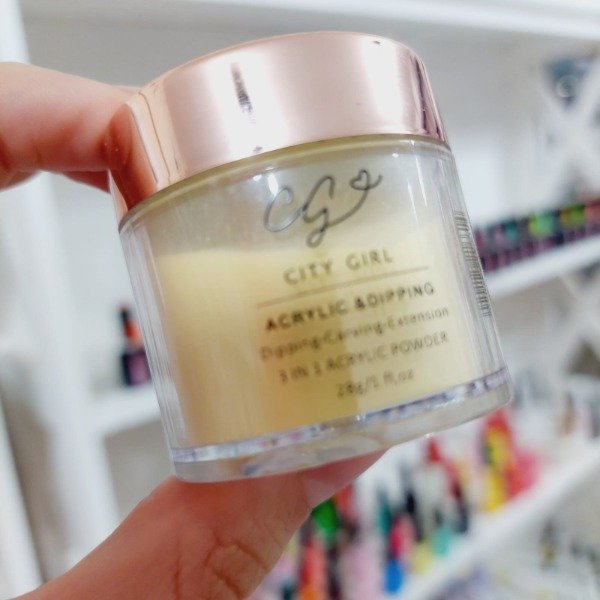 CG
CITY GIRL
ACRYLIC & DIPPING
Dipping·Carving·Extension
3 IN 1 ACRYLIC POWDER
28g/1 fl,oz